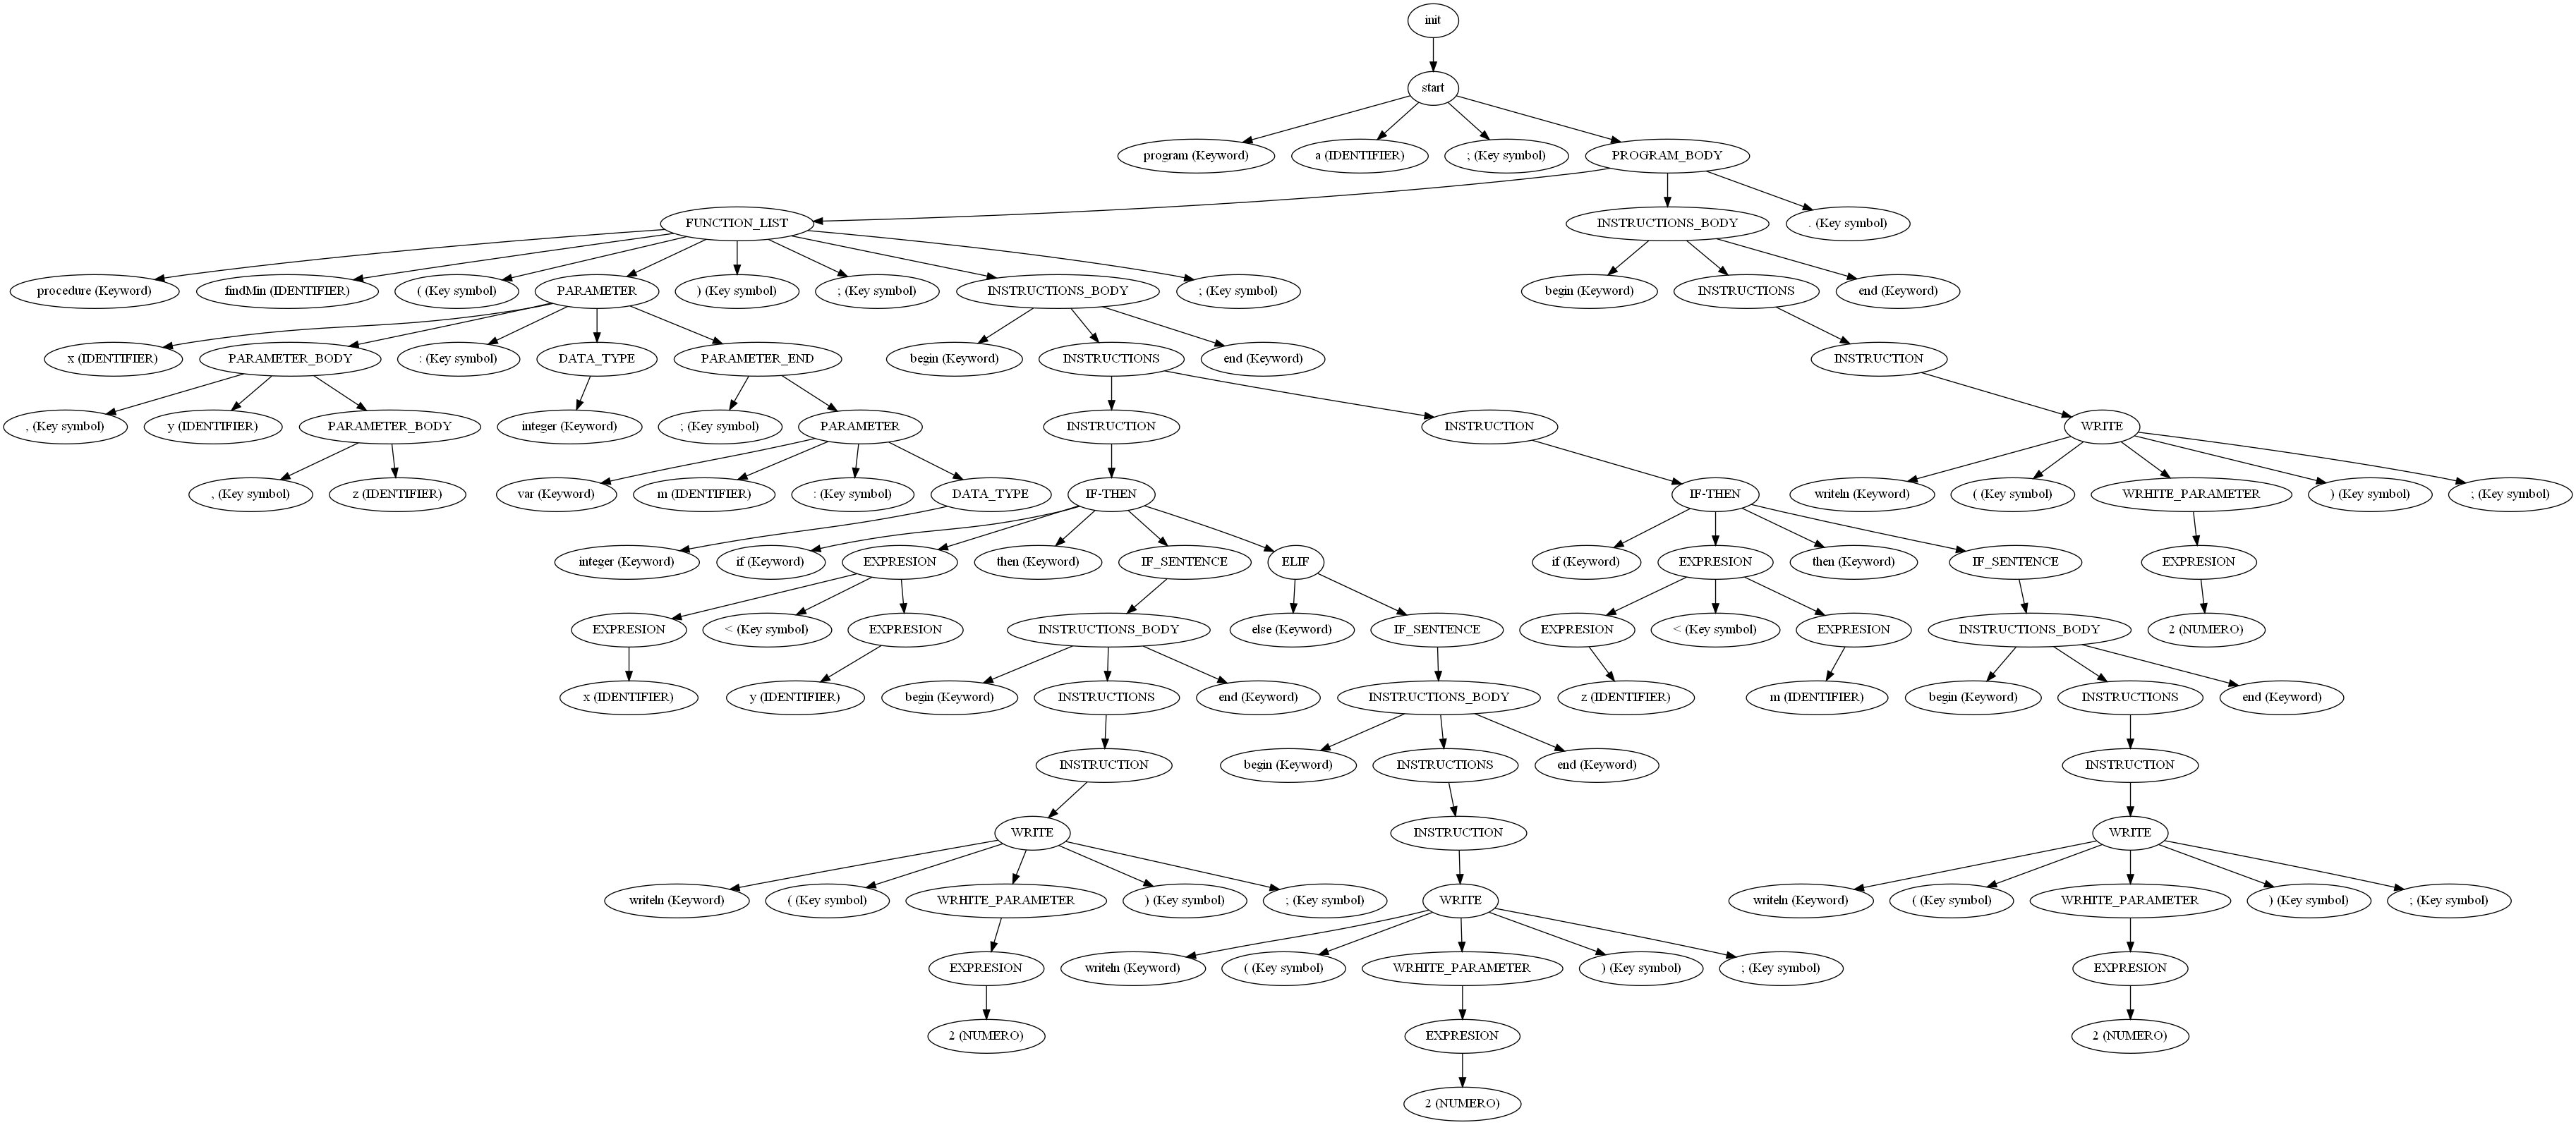 init
start
program (Keyword)
a (IDENTIFIER)
; (Key symbol)
PROGRAM_BODY
FUNCTION_LIST
INSTRUCTIONS_BODY
. (Key symbol)
procedure (Keyword)
findMin (IDENTIFIER)
( (Key symbol)
PARAMETER
) (Key symbol)
; (Key symbol)
INSTRUCTIONS_BODY
; (Key symbol)
begin (Keyword)
INSTRUCTIONS
end (Keyword)
x (IDENTIFIER)
PARAMETER_BODY
: (Key symbol)
DATA_TYPE
PARAMETER_END
begin (Keyword)
INSTRUCTIONS
end (Keyword)
INSTRUCTION
, (Key symbol)
y (IDENTIFIER)
PARAMETER_BODY
integer (Keyword)
; (Key symbol)
PARAMETER
INSTRUCTION
INSTRUCTION
WRITE
, (Key symbol)
z (IDENTIFIER)
var (Keyword)
m (IDENTIFIER)
: (Key symbol)
DATA_TYPE
IF-THEN
IF-THEN
writeln (Keyword)
( (Key symbol)
WRHITE_PARAMETER
) (Key symbol)
; (Key symbol)
integer (Keyword)
if (Keyword)
EXPRESION
then (Keyword)
IF_SENTENCE
ELIF
if (Keyword)
EXPRESION
then (Keyword)
IF_SENTENCE
EXPRESION
EXPRESION
< (Key symbol)
EXPRESION
INSTRUCTIONS_BODY
else (Keyword)
IF_SENTENCE
EXPRESION
< (Key symbol)
EXPRESION
INSTRUCTIONS_BODY
2 (NUMERO)
x (IDENTIFIER)
y (IDENTIFIER)
begin (Keyword)
INSTRUCTIONS
end (Keyword)
INSTRUCTIONS_BODY
z (IDENTIFIER)
m (IDENTIFIER)
begin (Keyword)
INSTRUCTIONS
end (Keyword)
INSTRUCTION
begin (Keyword)
INSTRUCTIONS
end (Keyword)
INSTRUCTION
WRITE
INSTRUCTION
WRITE
writeln (Keyword)
( (Key symbol)
WRHITE_PARAMETER
) (Key symbol)
; (Key symbol)
WRITE
writeln (Keyword)
( (Key symbol)
WRHITE_PARAMETER
) (Key symbol)
; (Key symbol)
EXPRESION
writeln (Keyword)
( (Key symbol)
WRHITE_PARAMETER
) (Key symbol)
; (Key symbol)
EXPRESION
2 (NUMERO)
EXPRESION
2 (NUMERO)
2 (NUMERO)